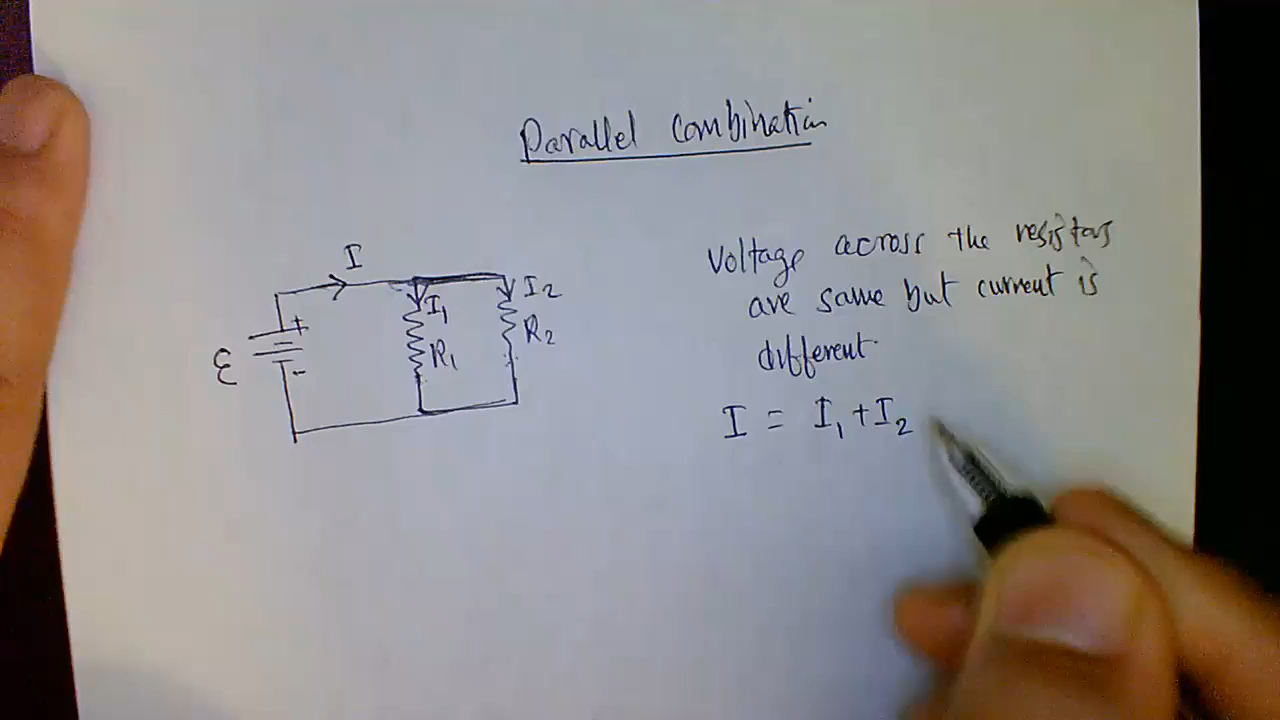 Parallel Combination
Voltage across the resistors
are same but current is
different.
I = I₁ + I₂
I
I₁
I₂
R₁
R₂
ε
+
-